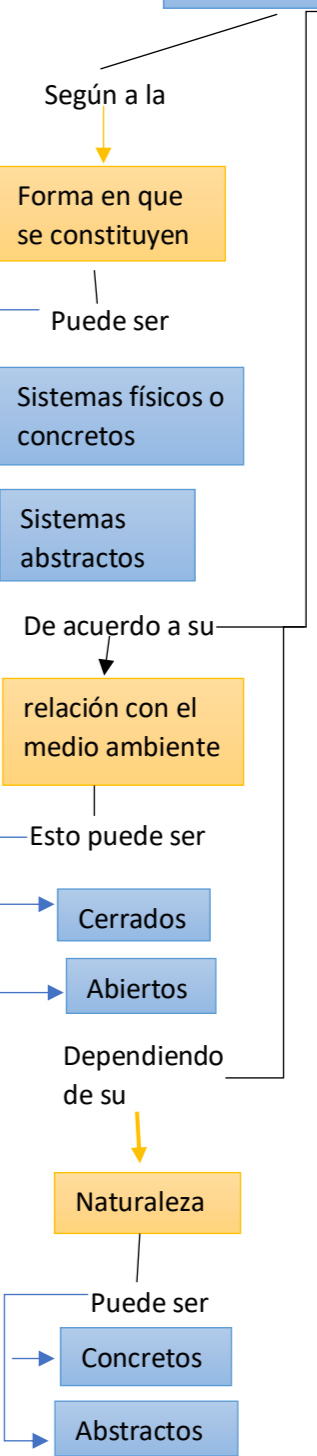 Según a la
Forma en que
se constituyen
Puede ser
Sistemas físicos o
concretos
Sistemas
abstractos
De acuerdo a su
relación con el
medio ambiente
Esto puede ser
Cerrados
Abiertos
Dependiendo
de su
Naturaleza
Puede ser
Concretos
Abstractos